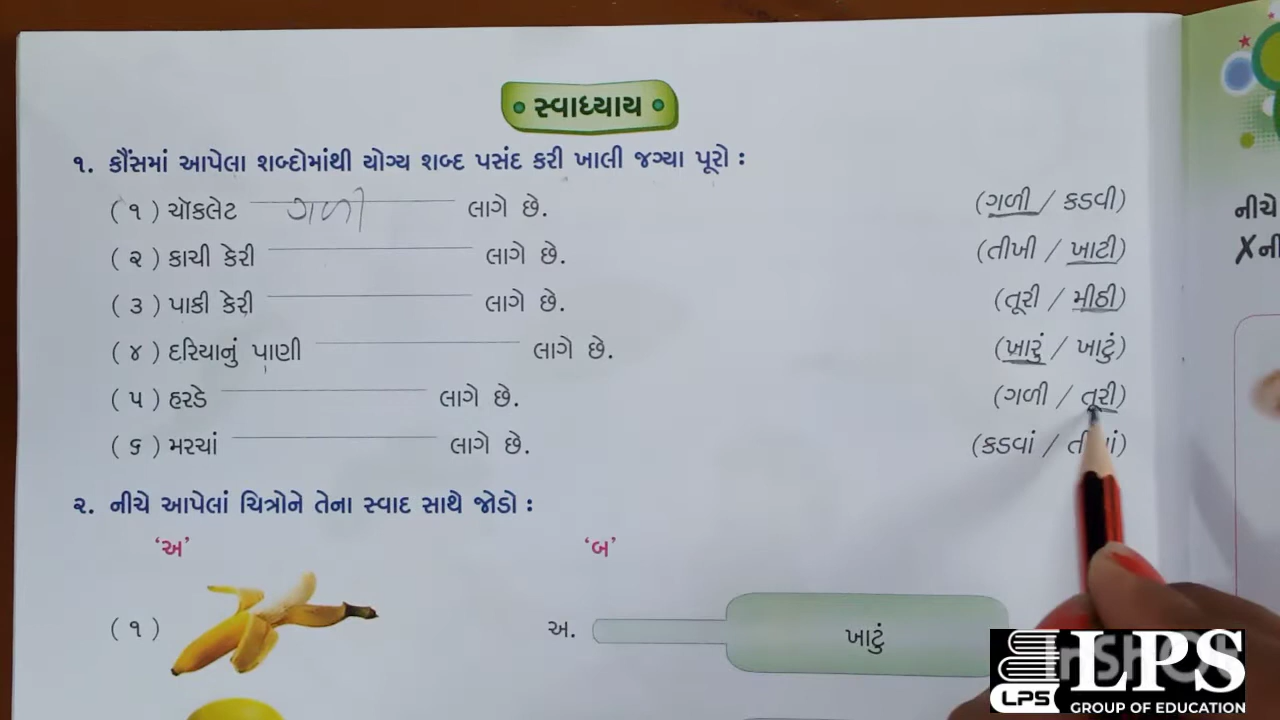 સ્વાધ્યાય
૧. કૌંસમાં આપેલા શબ્દોમાંથી યોગ્ય શબ્દ પસંદ કરી ખાલી જગ્યા પૂરો :
(૧) ચૉકલેટ ગળી લાગે છે. (ગળી / કડવી)
(૨) કાચી કેરી લાગે છે. (તીખી / ખાટી)
(૩) પાકી કેરી લાગે છે. (તૂરી / મીઠી)
(૪) દરિયાનું પાણી લાગે છે. (ખારું / ખાટું)
(૫) હરડે લાગે છે. (ગળી / તૂરી)
(૬) મરચાં લાગે છે. (કડવાં /
૨. નીચે આપેલાં ચિત્રોને તેના સ્વાદ સાથે જોડો :
‘અ’ ‘બ’
(૧) અ. ખાટું
નીચે
✗ની
LPS
LPS
GROUP OF EDUCATION